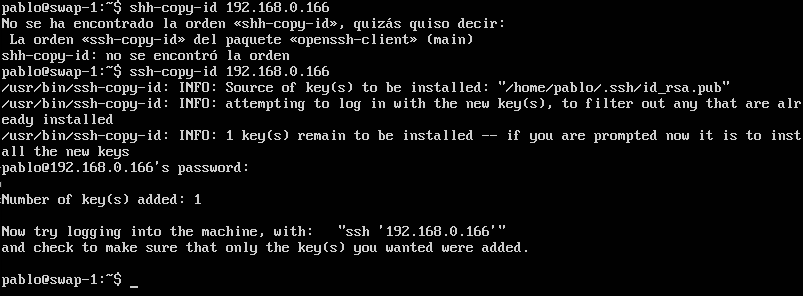 pablo@swap-1:~$ shh-copy-id 192.168.0.166
No se ha encontrado la orden «shh-copy-id», quizás quiso decir:
 La orden «ssh-copy-id» del paquete «openssh-client» (main)
shh-copy-id: no se encontró la orden
pablo@swap-1:~$ ssh-copy-id 192.168.0.166
/usr/bin/ssh-copy-id: INFO: Source of key(s) to be installed: "/home/pablo/.ssh/id_rsa.pub"
/usr/bin/ssh-copy-id: INFO: attempting to log in with the new key(s), to filter out any that are alr
eady installed
/usr/bin/ssh-copy-id: INFO: 1 key(s) remain to be installed -- if you are prompted now it is to inst
all the new keys
pablo@192.168.0.166's password:
Number of key(s) added: 1
Now try logging into the machine, with:   "ssh '192.168.0.166'"
and check to make sure that only the key(s) you wanted were added.
pablo@swap-1:~$ _